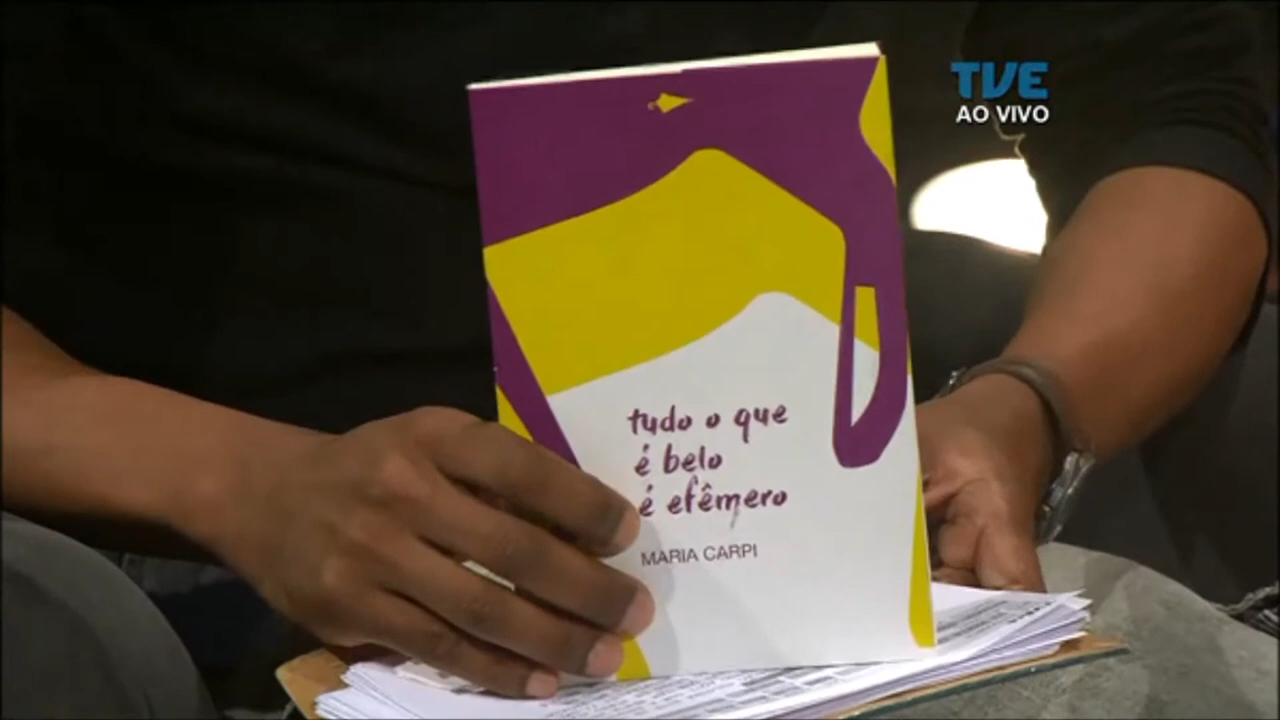 TVE
AO VIVO
tudo o que
é belo
é efêmero
MARIA CARPI